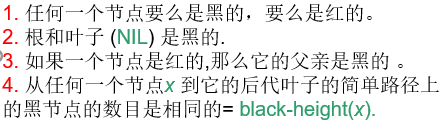 1. 任何一个节点要么是黑的，要么是红的。
2. 根和叶子 (NIL) 是黑的.
3. 如果一个节点是红的,那么它的父亲是黑的 。
4. 从任何一个节点x 到它的后代叶子的简单路径上
的黑节点的数目是相同的= black-height(x).